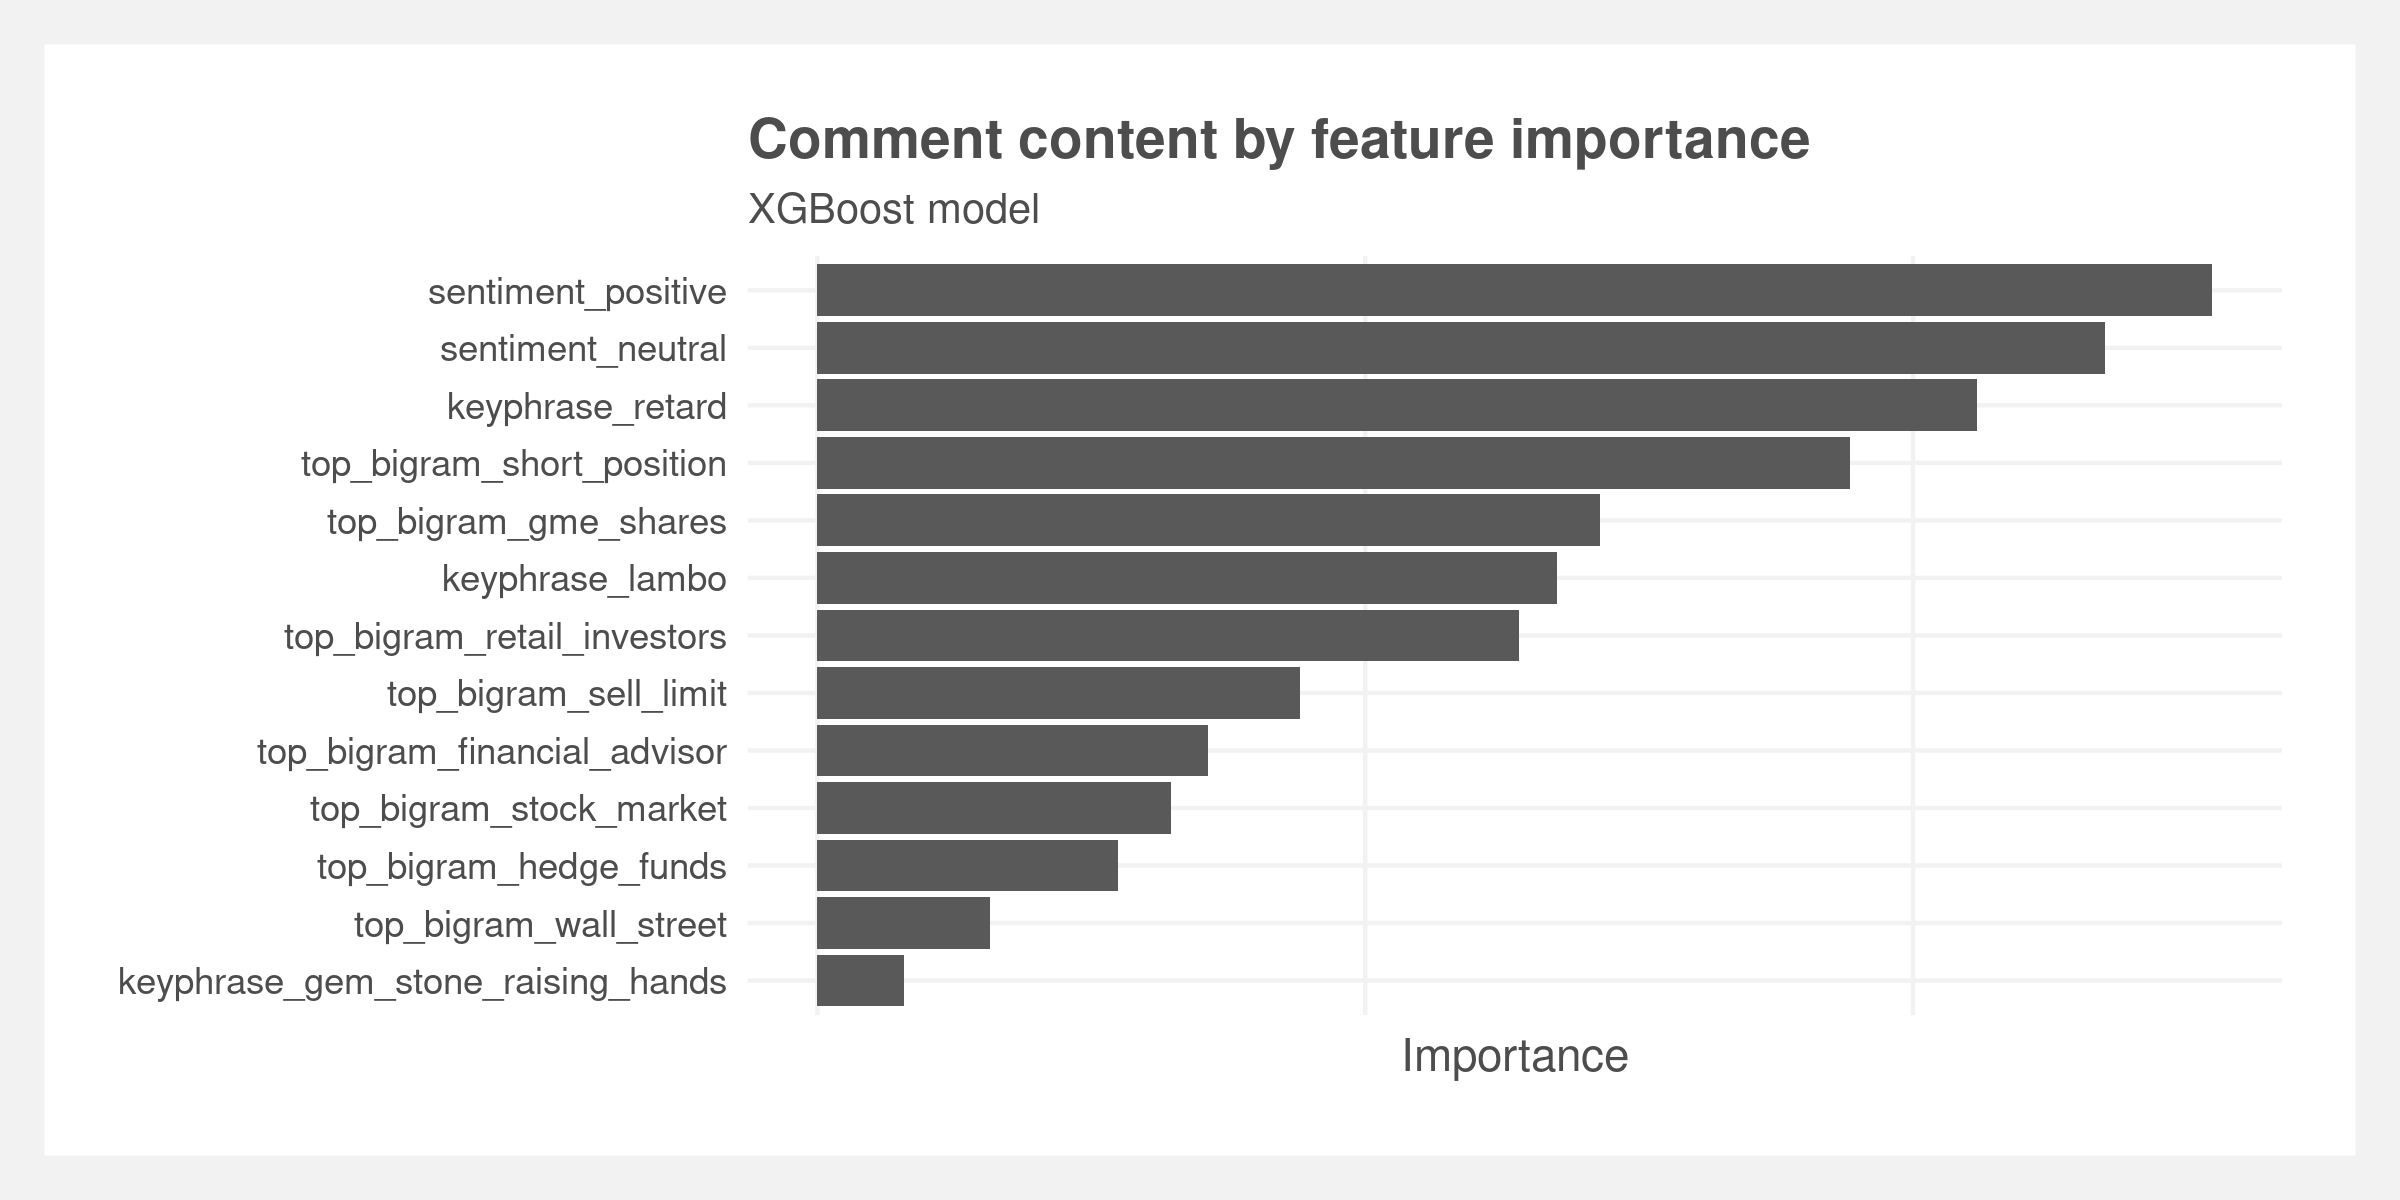 Comment content by feature importance
XGBoost model
sentiment_positive
sentiment_neutral
keyphrase_retard
top_bigram_short_position
top_bigram_gme_shares
keyphrase_lambo
top_bigram_retail_investors
top_bigram_sell_limit
top_bigram_financial_advisor
top_bigram_stock_market
top_bigram_hedge_funds
top_bigram_wall_street
keyphrase_gem_stone_raising_hands
Importance